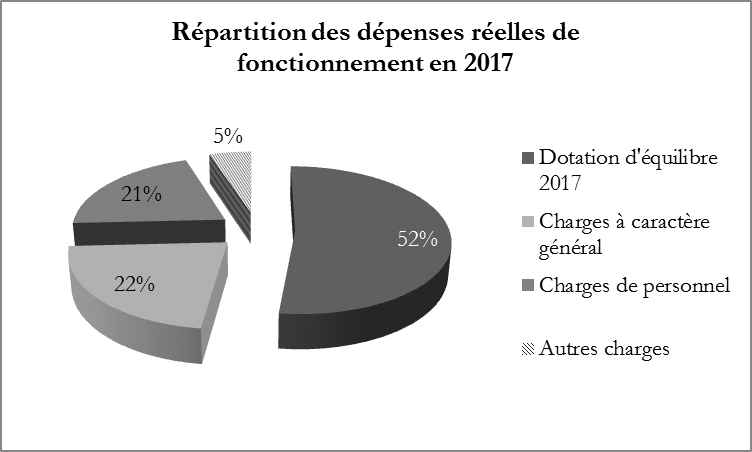 Répartition des dépenses réelles de
fonctionnement en 2017
5%
21%
52%
22%
Dotation d'équilibre
2017
Charges à caractère
général
Charges de personnel
Autres charges